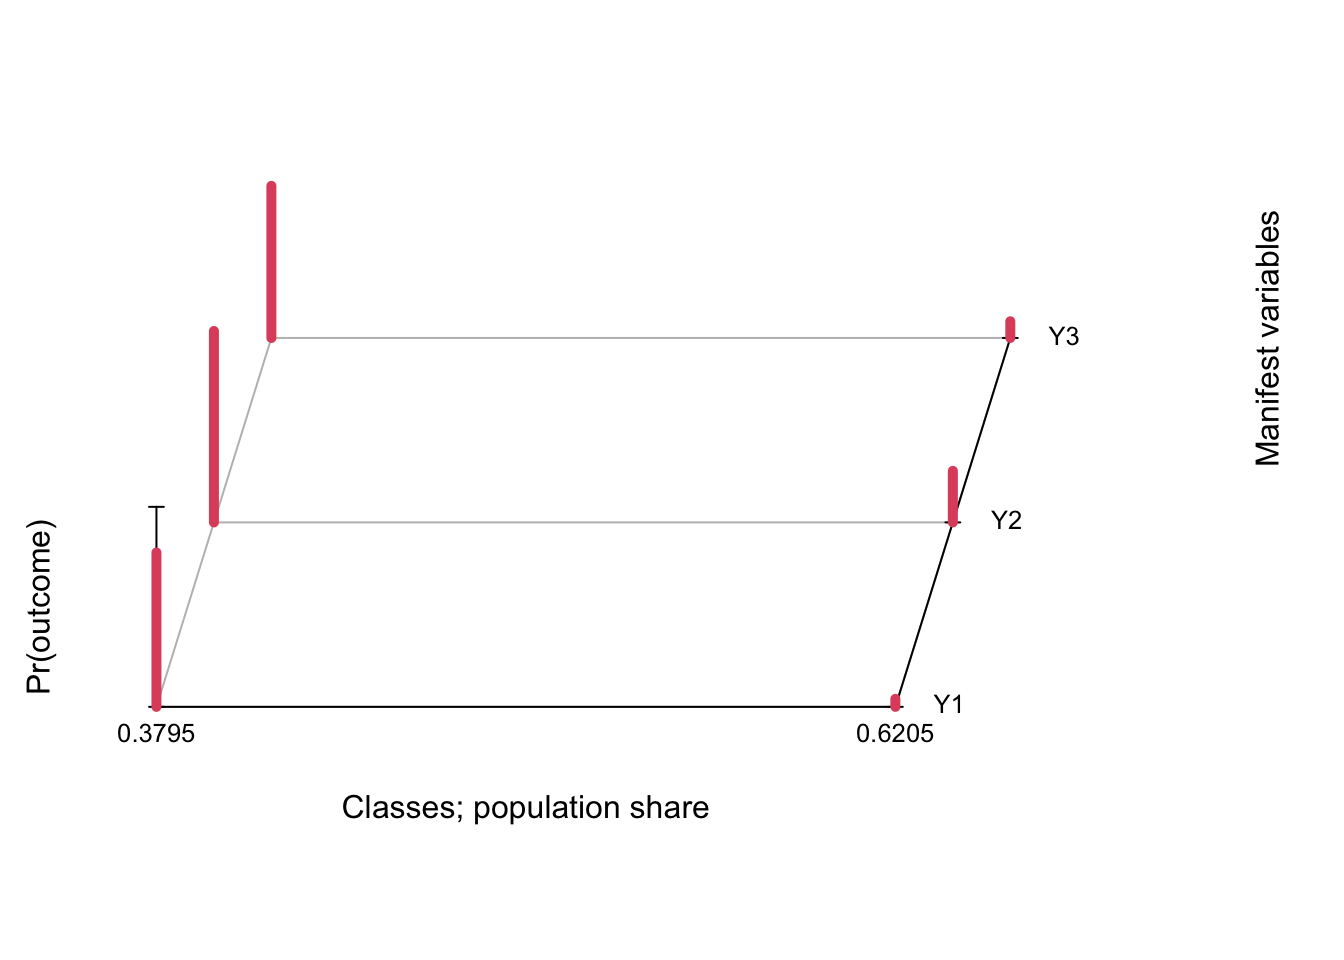 Y3
Y2
Y1
0.3795
0.6205
Classes; population share
Pr(outcome)
Manifest variables